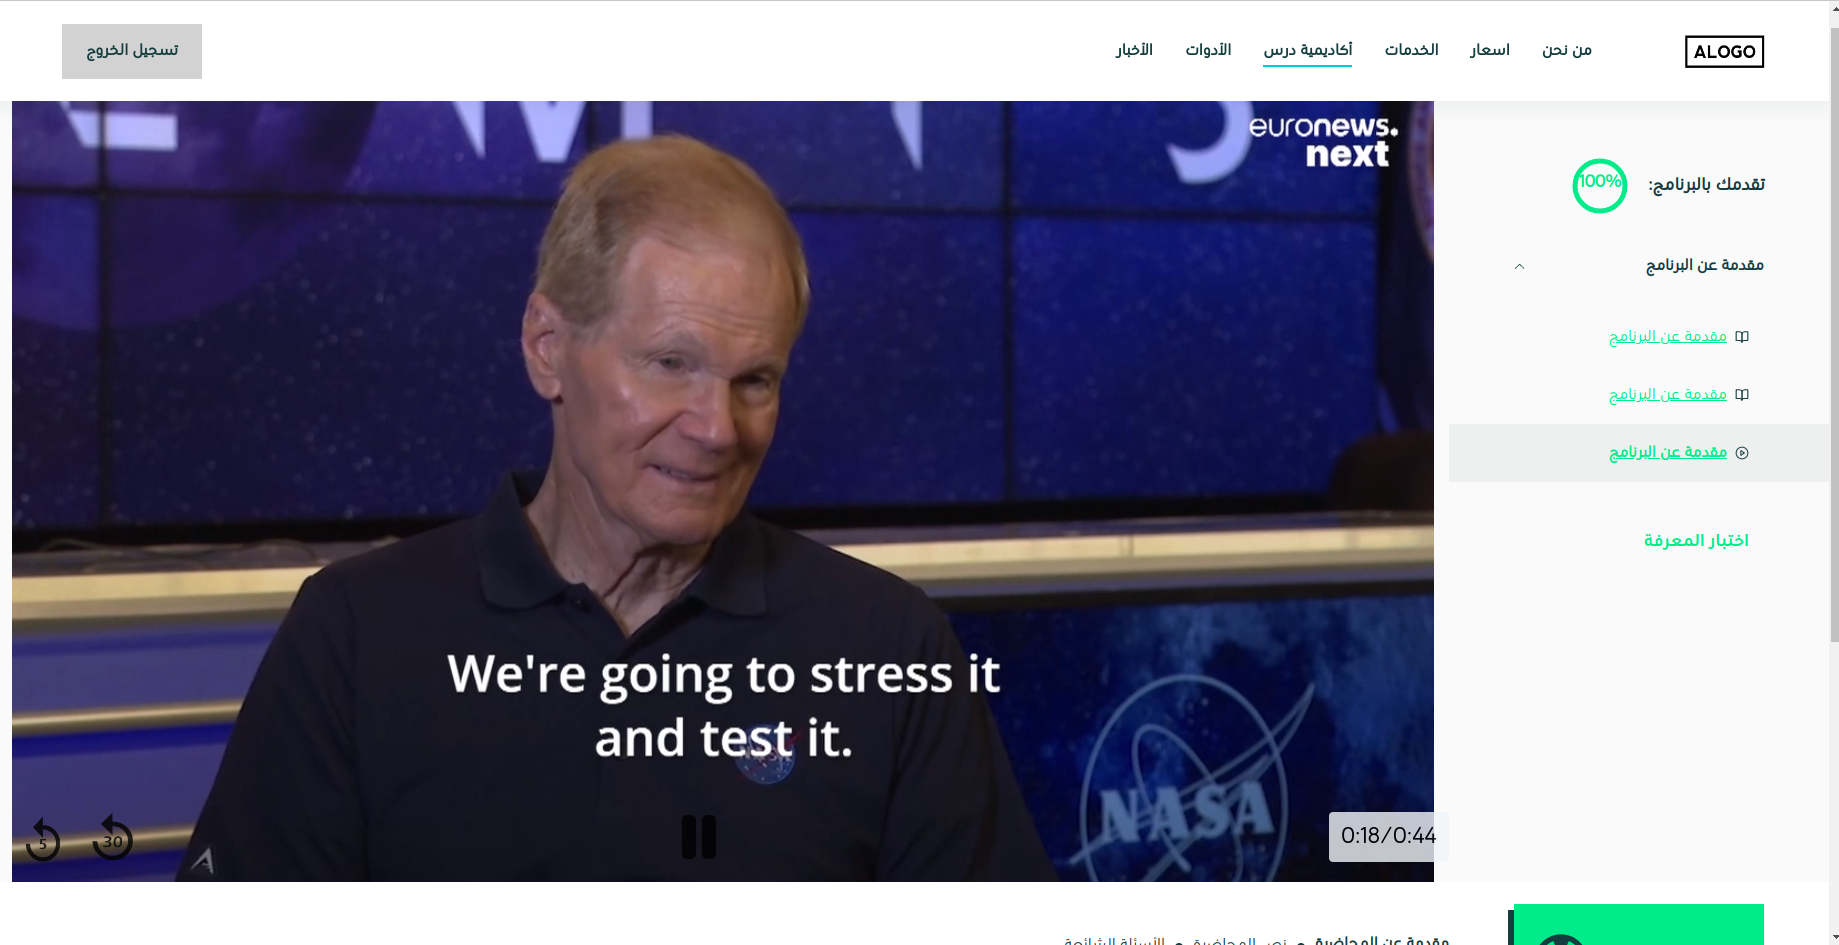 ALOGO
من نحن
اسعار
الخدمات
أكاديمية درس
الأدوات
الأخبار
تسجيل الخروج
تقدمك بالبرنامج:
100%
مقدمة عن البرنامج
مقدمة عن البرنامج
مقدمة عن البرنامج
مقدمة عن البرنامج
اختبار المعرفة
euronews.
next
We're going to stress it
and test it.
NASA
5
30
0:18/0:44
مقدمة عن المحاضرة
نص المحاضرة
الأسئلة الشائعة